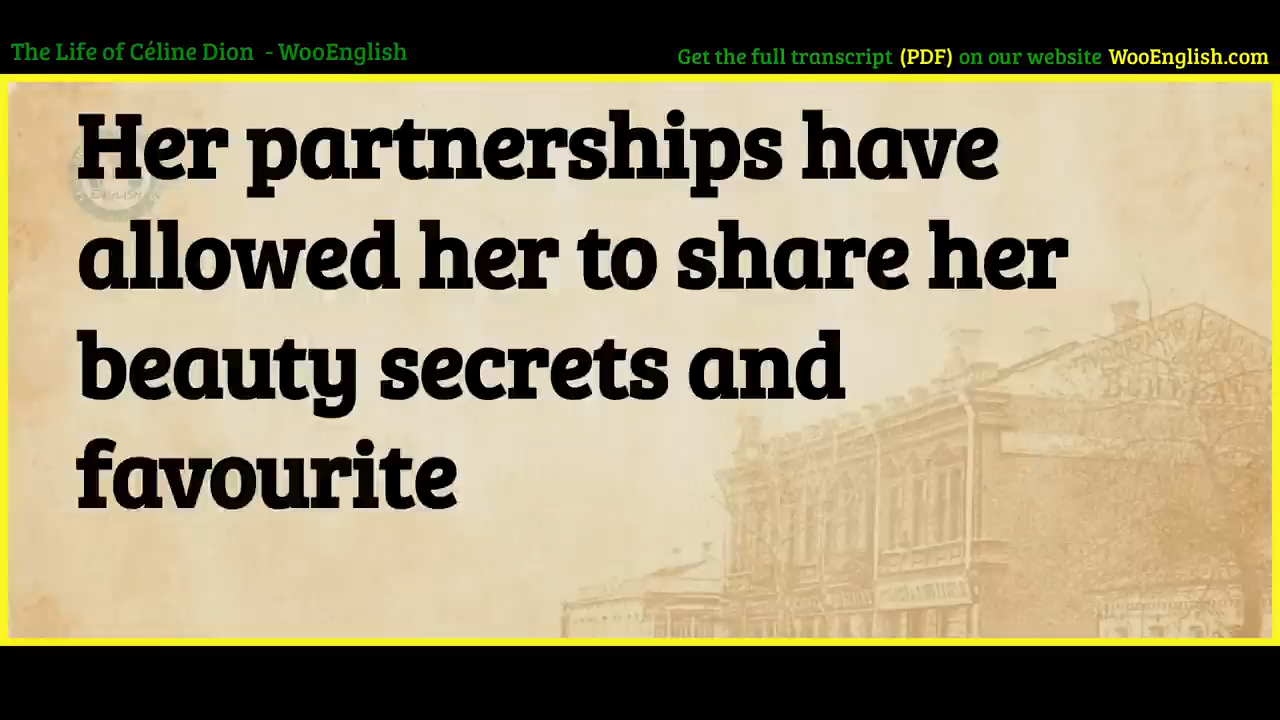 The Life of Céline Dion - WooEnglish
Get the full transcript (PDF) on our website WooEnglish.com
Her partnerships have
allowed her to share her
beauty secrets and
favourite
ENGLISH